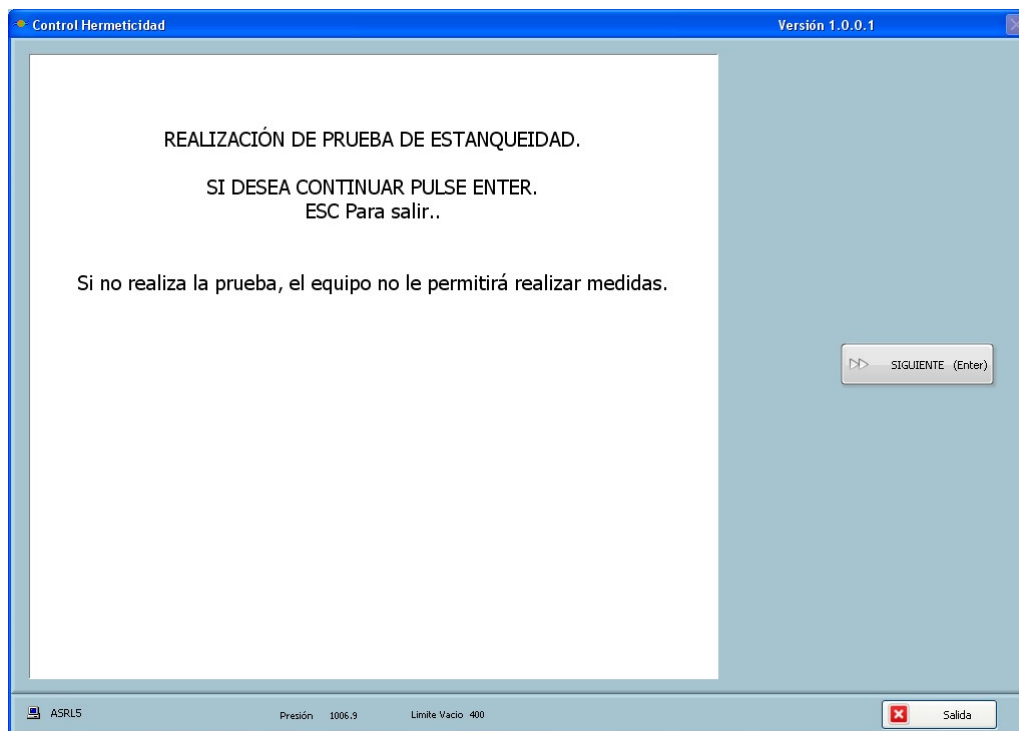 Control Hermeticidad Versión 1.0.0.1
REALIZACIÓN DE PRUEBA DE ESTANQUEIDAD.
SI DESEA CONTINUAR PULSE ENTER.
ESC Para salir..
Si no realiza la prueba, el equipo no le permitirá realizar medidas.
SIGUIENTE (Enter)
ASRL5 Presión 1006.9 Limite Vacio 400 Salida